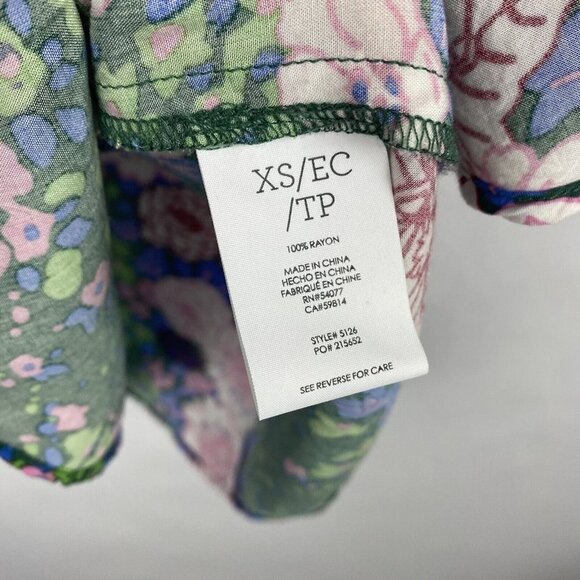 XS/EC
/TP
100% RAYON
MADE IN CHINA
HECHO EN CHINA
FABRIQUÉ EN CHINE
RN#54077
CA#59814
STYLE# 5126
PO# 215652
SEE REVERSE FOR CARE